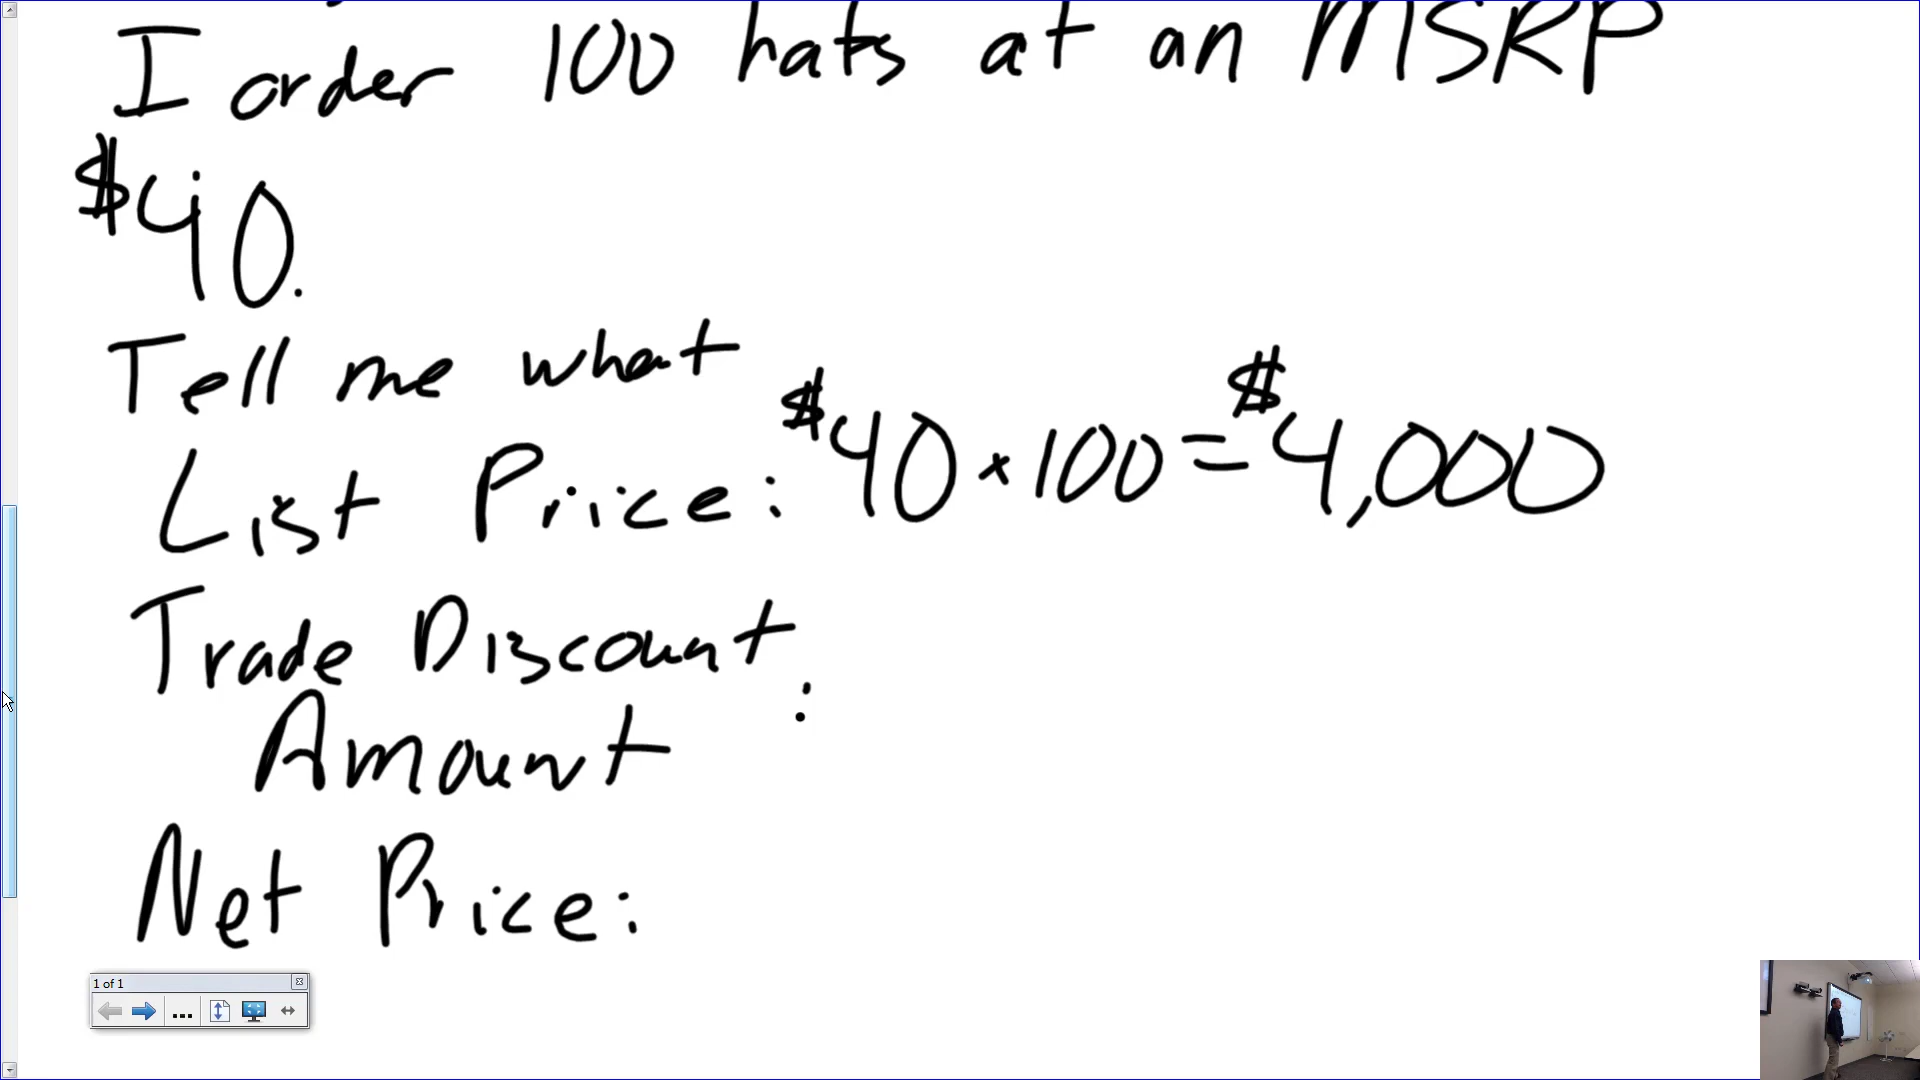 I order 100 hats at an MSRP
$40.
Tell me what
List Price: $40 × 100 = $4,000
Trade Discount
Amount :
Net Price:
1 of 1
...